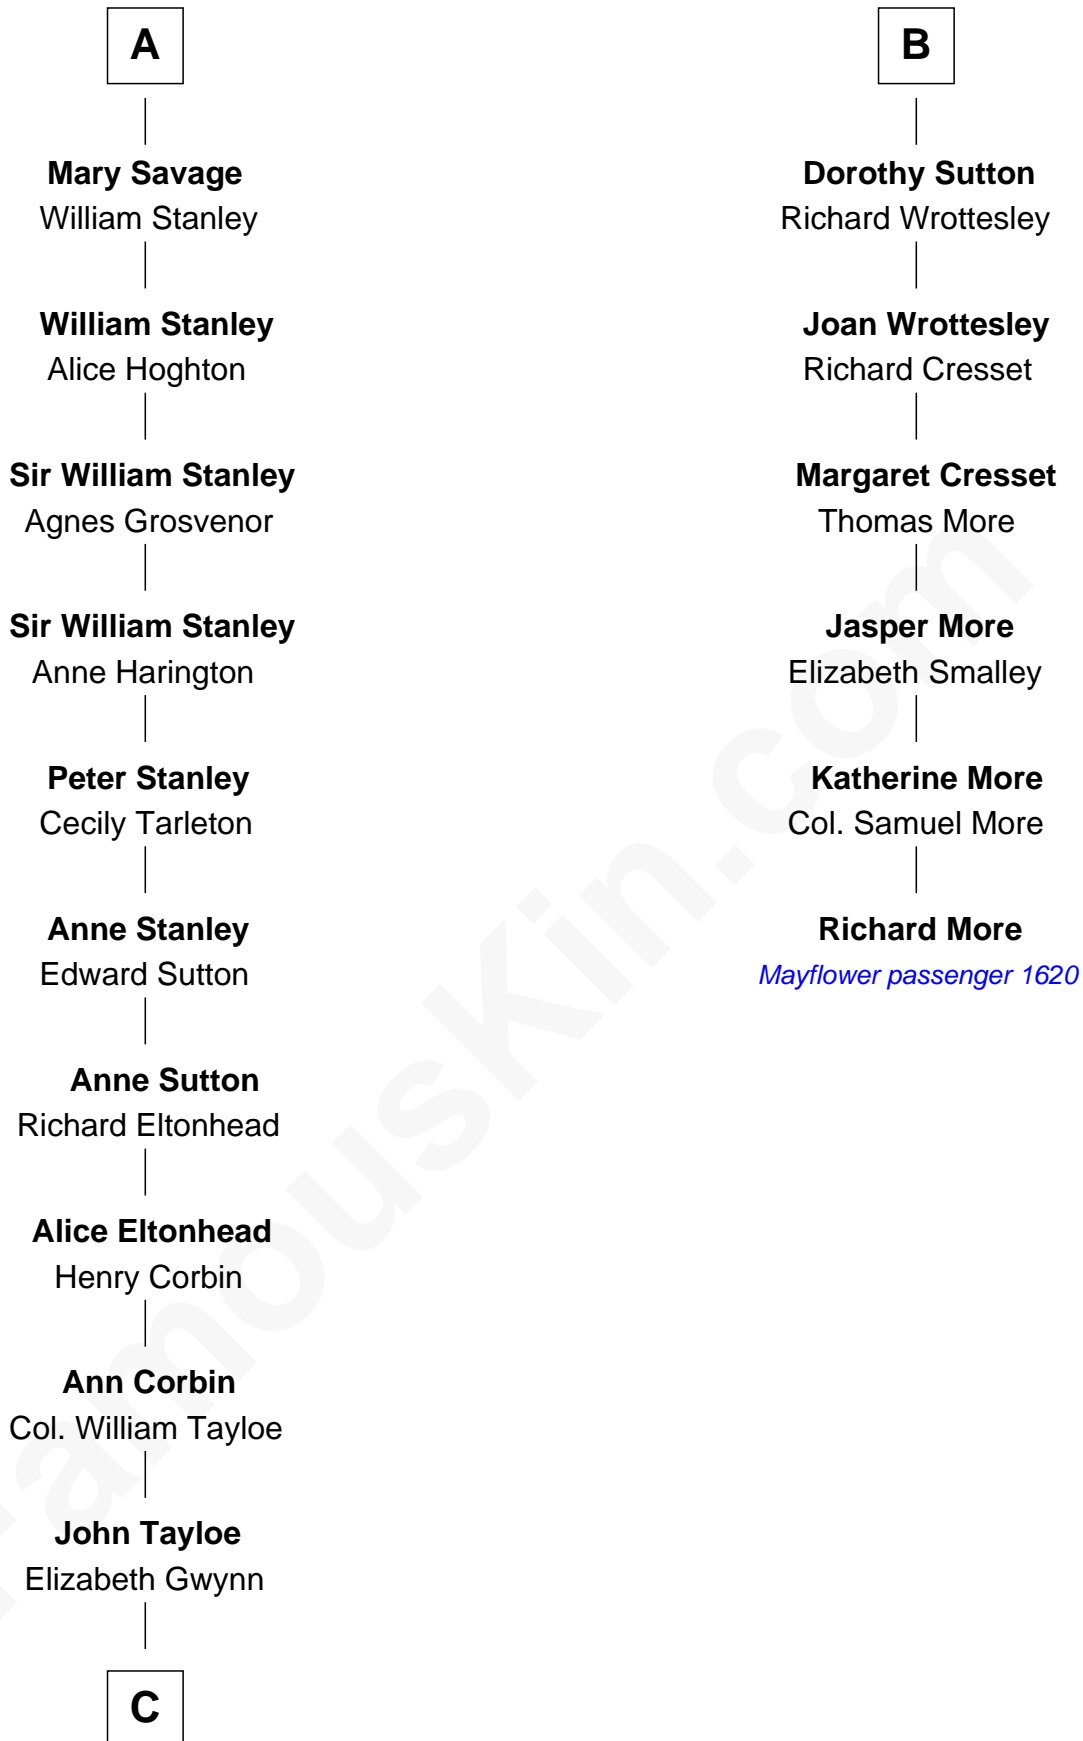 A
Mary Savage
William Stanley
William Stanley
Alice Hoghton
Sir William Stanley
Agnes Grosvenor
Sir William Stanley
Anne Harington
Peter Stanley
Cecily Tarleton
Anne Stanley
Edward Sutton
Anne Sutton
Richard Eltonhead
Alice Eltonhead
Henry Corbin
Ann Corbin
Col. William Tayloe
John Tayloe
Elizabeth Gwynn
C
B
Dorothy Sutton
Richard Wrottesley
Joan Wrottesley
Richard Cresset
Margaret Cresset
Thomas More
Jasper More
Elizabeth Smalley
Katherine More
Col. Samuel More
Richard More
Mayflower passenger 1620
FamousKin.com